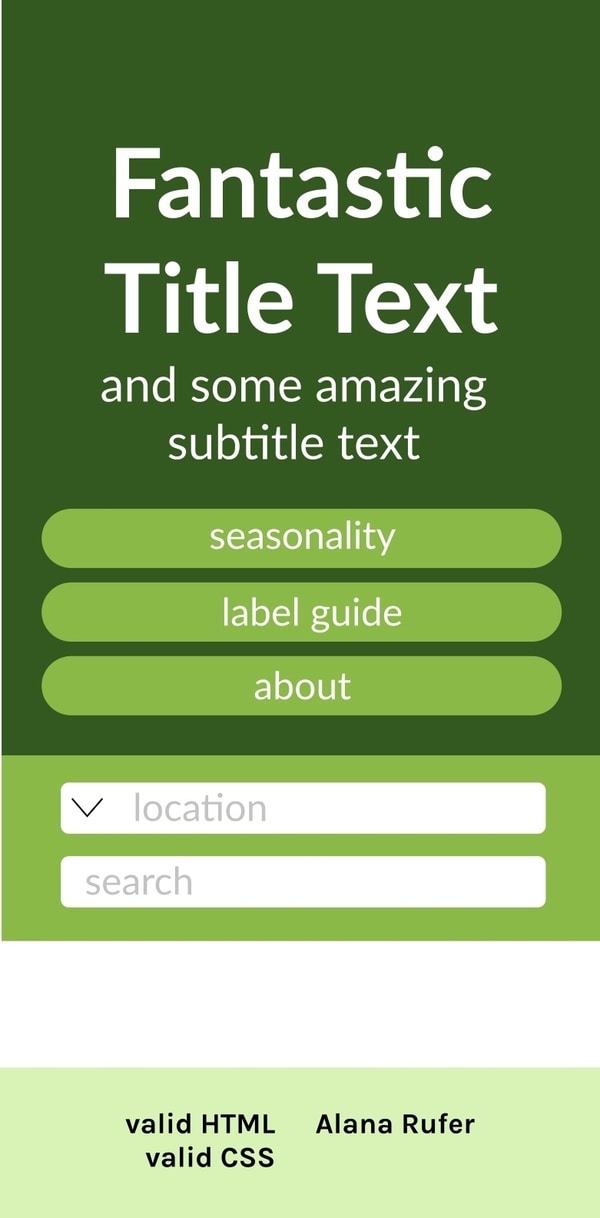 Fantastic
Title Text
and some amazing
subtitle text
seasonality
label guide
about
location
search
valid HTML Alana Rufer
valid CSS